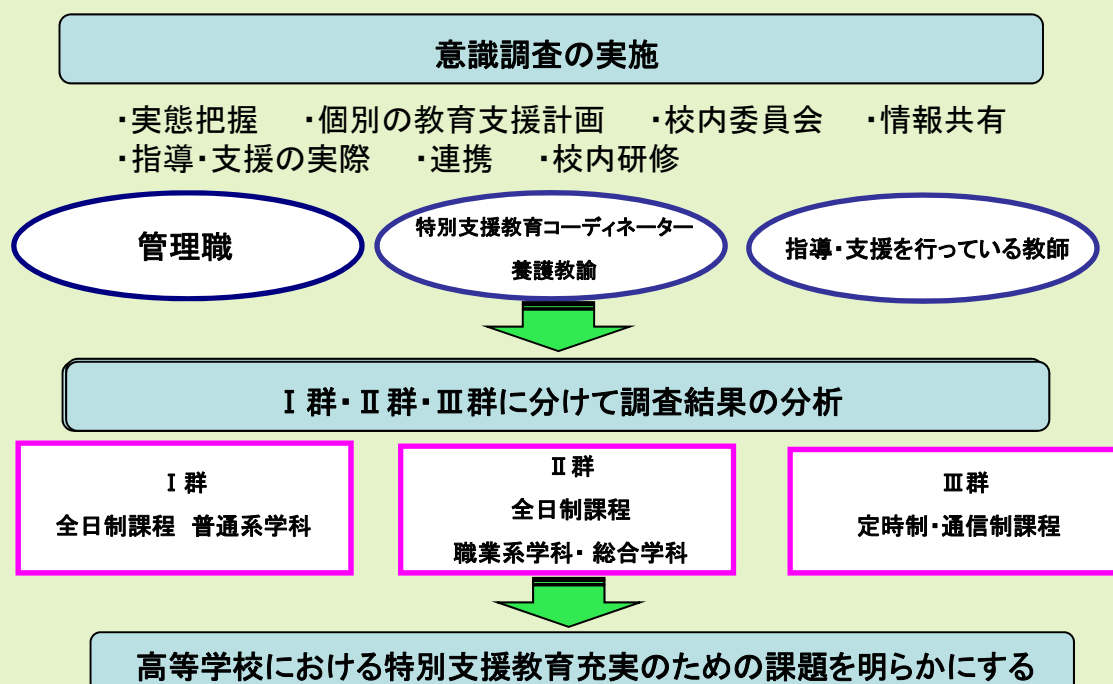 意識調査の実施
・実態把握　・個別の教育支援計画　・校内委員会　・情報共有
・指導・支援の実際　・連携　・校内研修
管理職
特別支援教育コーディネーター
養護教諭
指導・支援を行っている教師
Ⅰ群・Ⅱ群・Ⅲ群に分けて調査結果の分析
Ⅰ群
全日制課程 普通系学科
Ⅱ群
全日制課程
職業系学科・総合学科
Ⅲ群
定時制・通信制課程
高等学校における特別支援教育充実のための課題を明らかにする